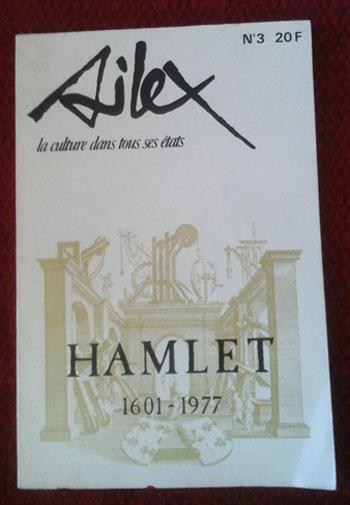 N°3 20F
Silex
la culture dans tous ses états
HAMLET
1601-1977